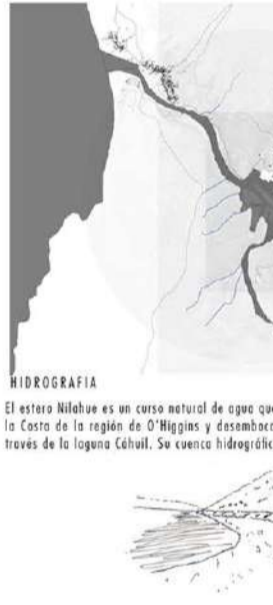 HIDROGRAFIA
El estero Nilahue es un curso natural de agua que
la Costa de la región de O'Higgins y desemboca
través de la laguna Cáhuil. Su cuenca hidrográfic